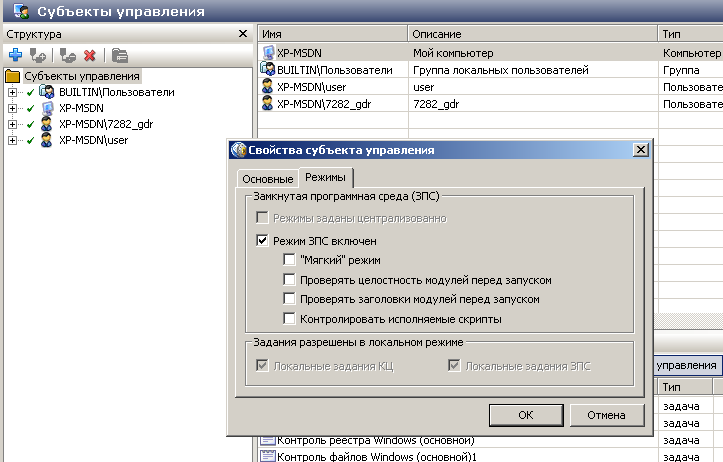 Субъекты управления
Структура
Субъекты управления
BUILTIN\Пользователи
XP-MSDN
XP-MSDN\7282_gdr
XP-MSDN\user
Имя Описание Тип
XP-MSDN Мой компьютер Компьютер
BUILTIN\Пользователи Группа локальных пользователей Группа
XP-MSDN\user user Пользовате
XP-MSDN\7282_gdr 7282_gdr Пользовате
Свойства субъекта управления
Основные Режимы
Замкнутая программная среда (ЗПС)
Режимы заданы централизованно
Режим ЗПС включен
"Мягкий" режим
Проверять целостность модулей перед запуском
Проверять заголовки модулей перед запуском
Контролировать исполняемые скрипты
Задания разрешены в локальном режиме
Локальные задания КЦ Локальные задания ЗПС
OK Отмена
управления
Тип
задача
задача
Контроль реестра Windows (основной) задача
Контроль файлов Windows (основной)1 задача